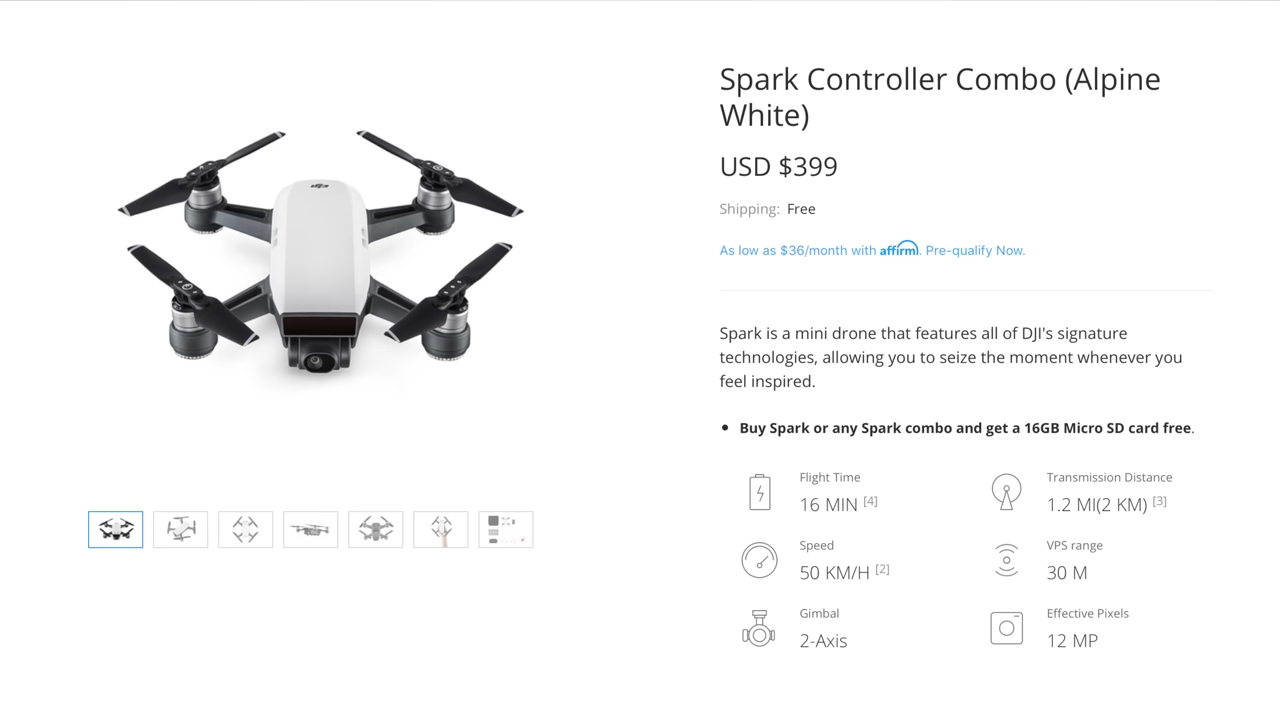 dji
Spark Controller Combo (Alpine
White)
USD $399
Shipping: Free
As low as $36/month with affirm. Pre-qualify Now.
Spark is a mini drone that features all of DJI's signature
technologies, allowing you to seize the moment whenever you
feel inspired.
• Buy Spark or any Spark combo and get a 16GB Micro SD card free.
Flight Time
16 MIN [4]
Transmission Distance
1.2 MI(2 KM) [3]
Speed
50 KM/H [2]
VPS range
30 M
Gimbal
2-Axis
Effective Pixels
12 MP